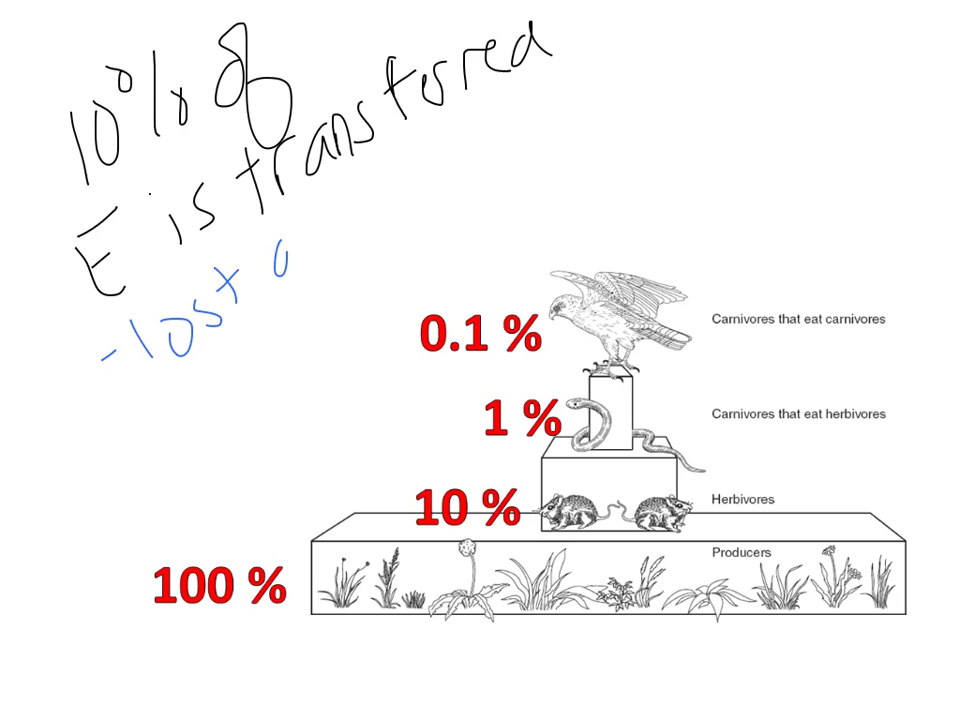 10% of
E is transferred
- lost
0.1 %
Carnivores that eat carnivores
1 %
Carnivores that eat herbivores
10 %
Herbivores
100 %
Producers